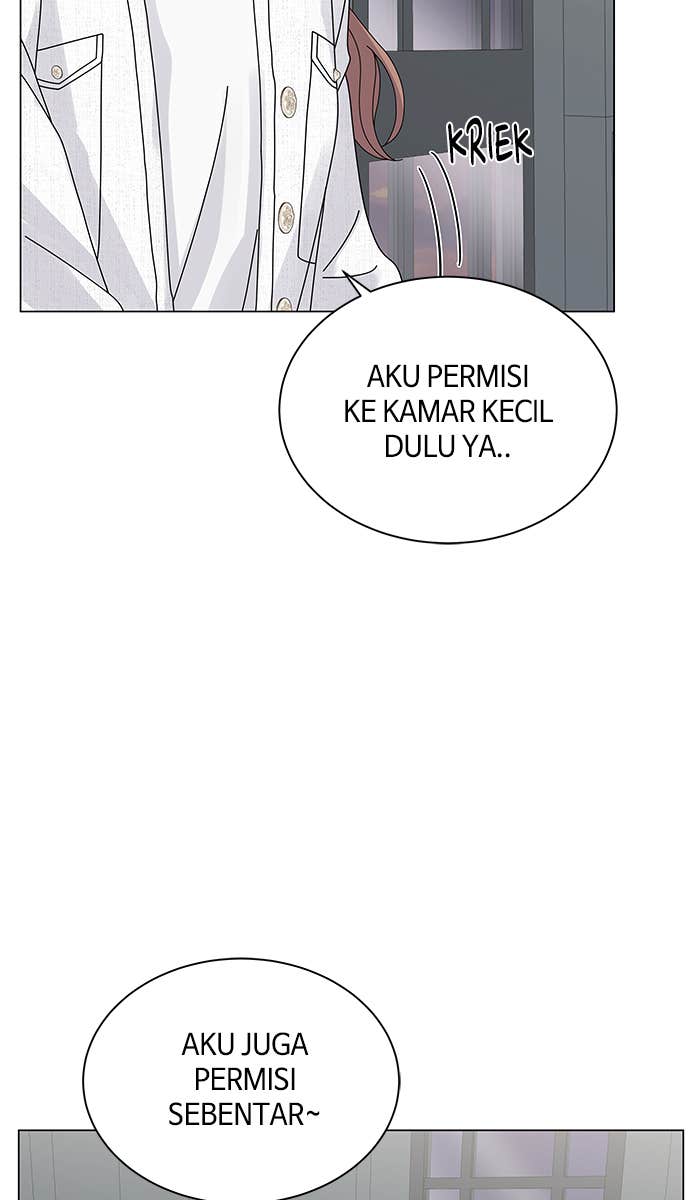 KRIEK
AKU PERMISI
KE KAMAR KECIL
DULU YA..
AKU JUGA
PERMISI
SEBENTAR~